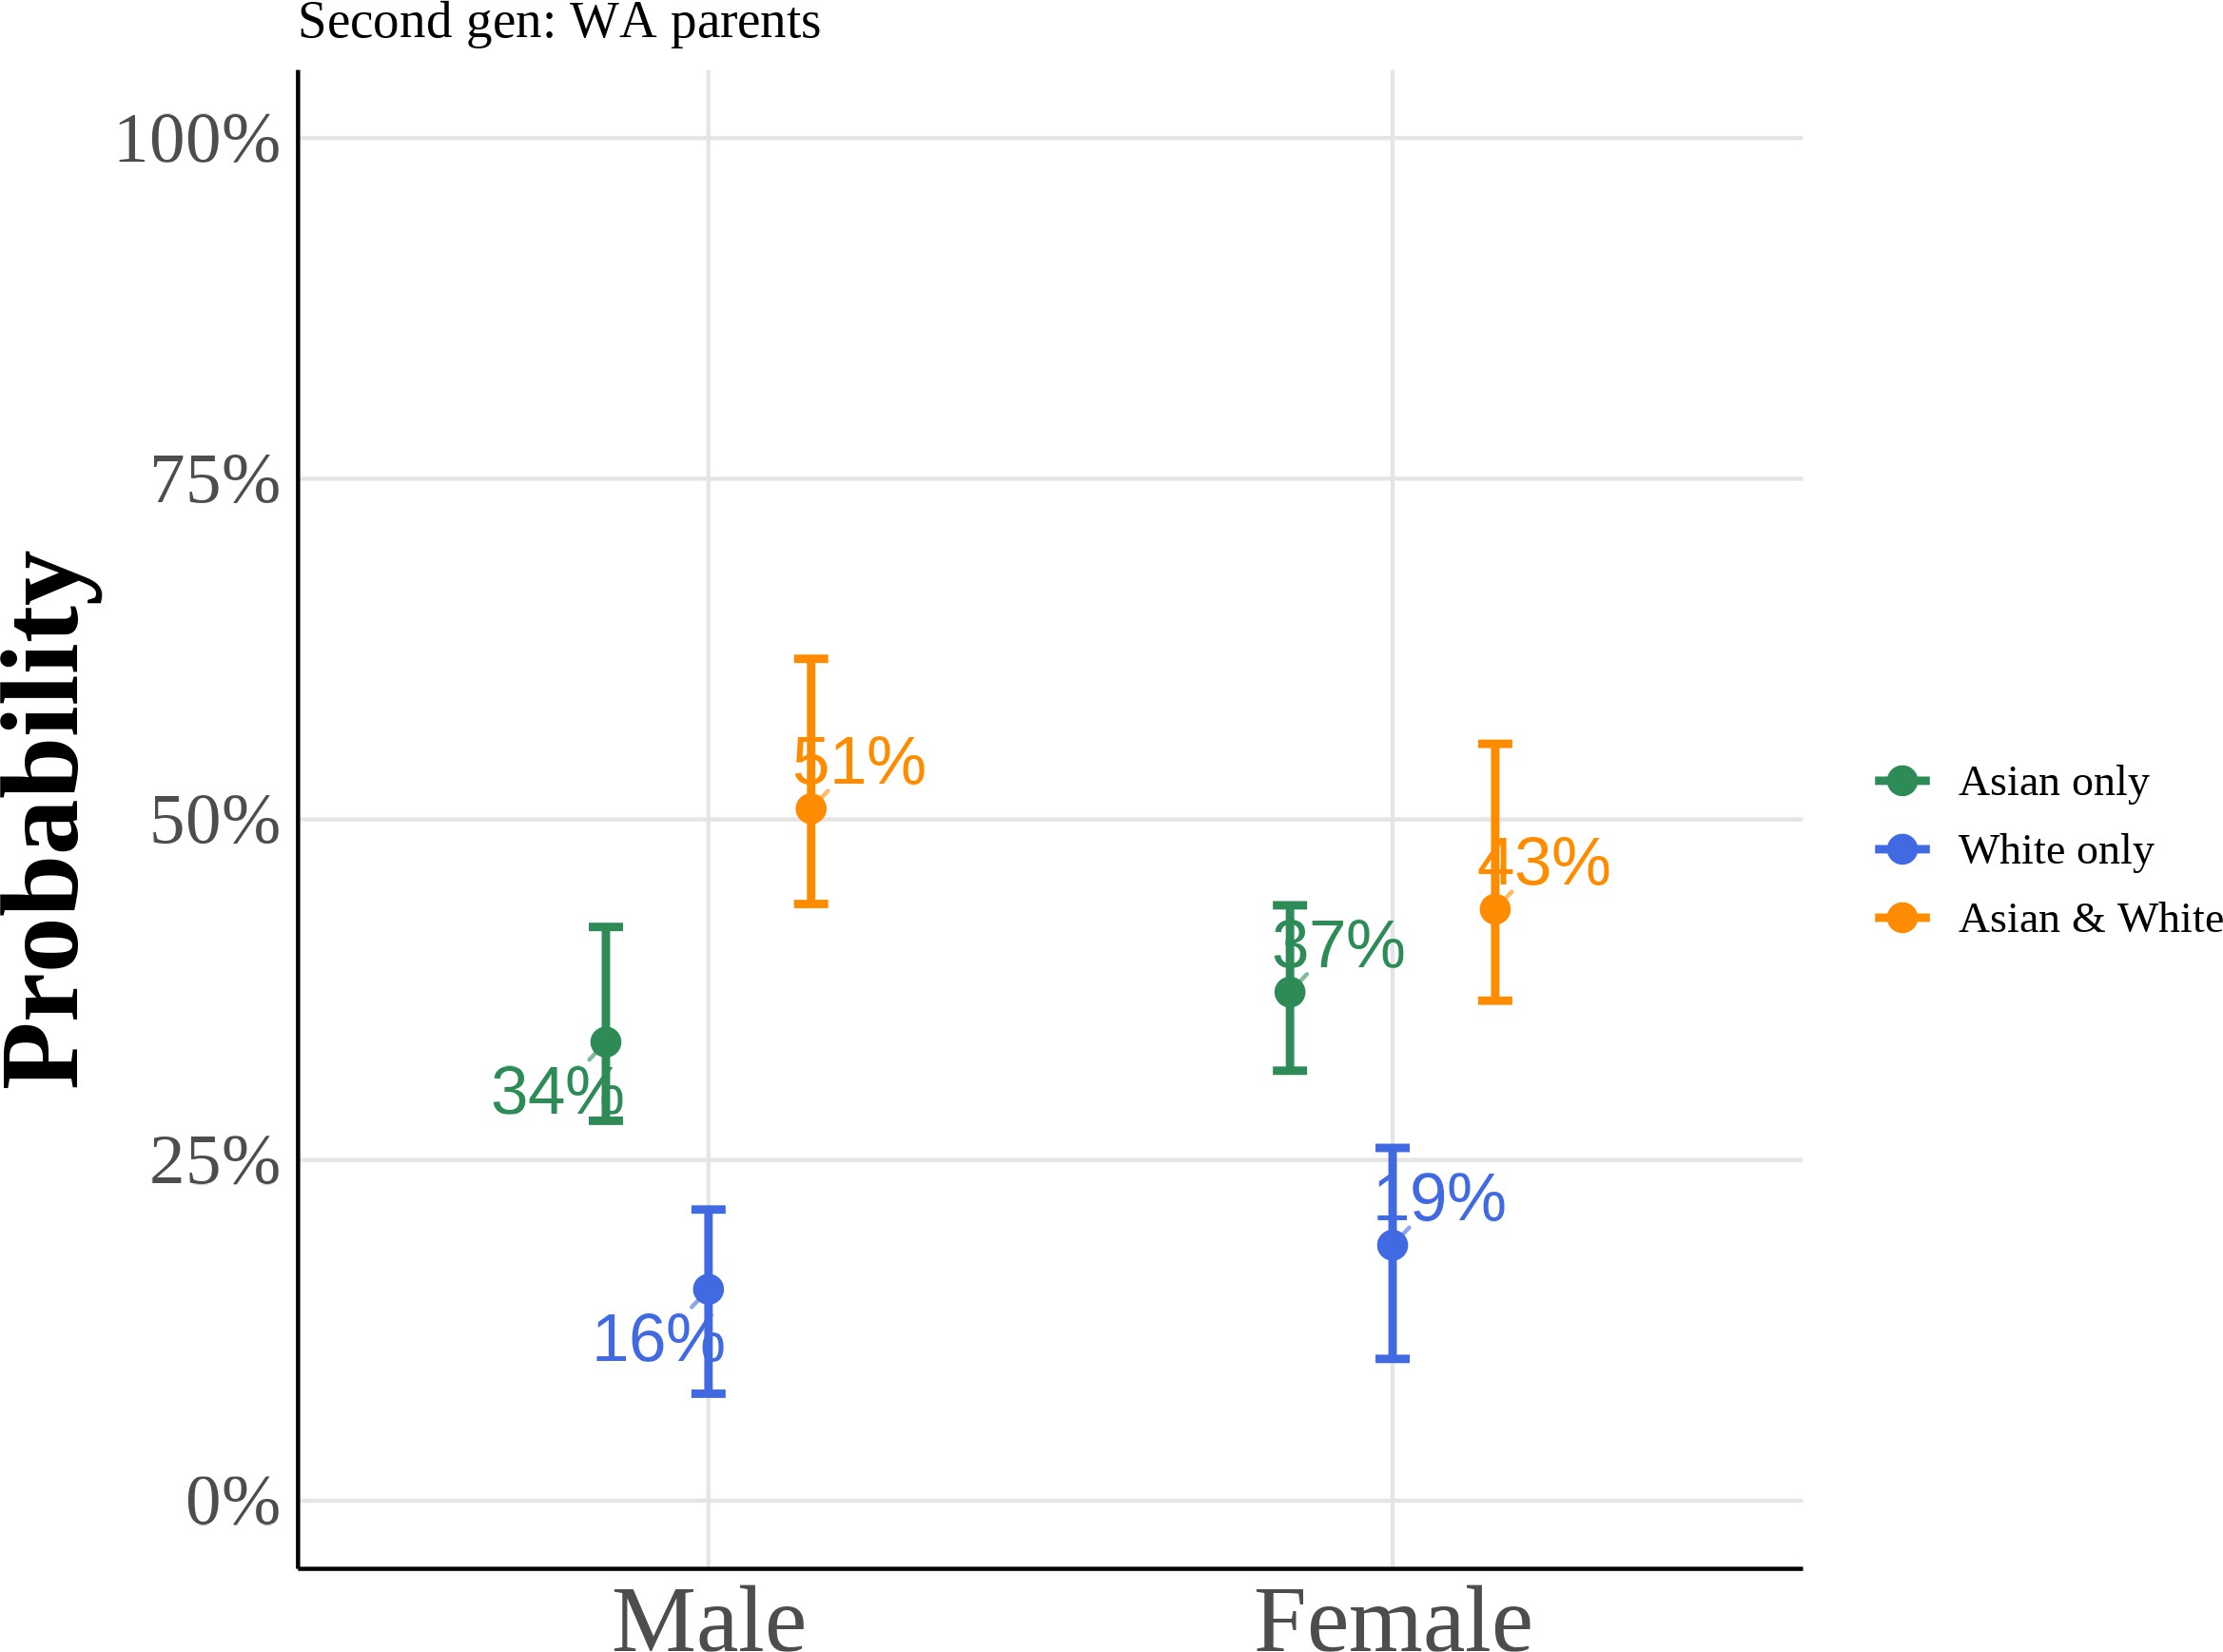 Second gen: WA parents
Probability
100%
75%
50%
25%
0%
51%
43%
37%
34%
19%
16%
Male
Female
Asian only
White only
Asian & White